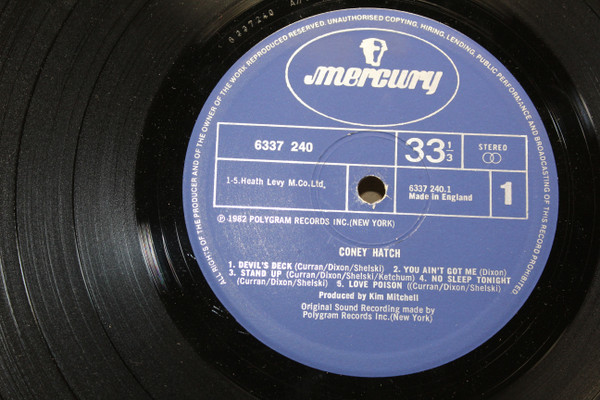 6337240
ALL RIGHTS OF THE PRODUCER AND OF THE OWNER OF THE WORK REPRODUCED RESERVED. UNAUTHORISED COPYING, HIRING, LENDING, PUBLIC PERFORMANCE AND BROADCASTING OF THIS RECORD PROHIBITED
mercury
6337 240
33 1/3
STEREO
1-5.Heath Levy M.Co.Ltd.
6337 240.1
Made in England
1
℗ 1982 POLYGRAM RECORDS INC.(NEW YORK)
CONEY HATCH
1. DEVIL'S DECK (Curran/Dixon/Shelski) 2. YOU AIN'T GOT ME (Dixon)
3. STAND UP (Curran/Dixon/Shelski/Ketchum) 4. NO SLEEP TONIGHT
(Curran/Dixon/Shelski) 5. LOVE POISON ((Curran/Dixon/Shelski)
Produced by Kim Mitchell
Original Sound Recording made by
Polygram Records Inc.(New York)